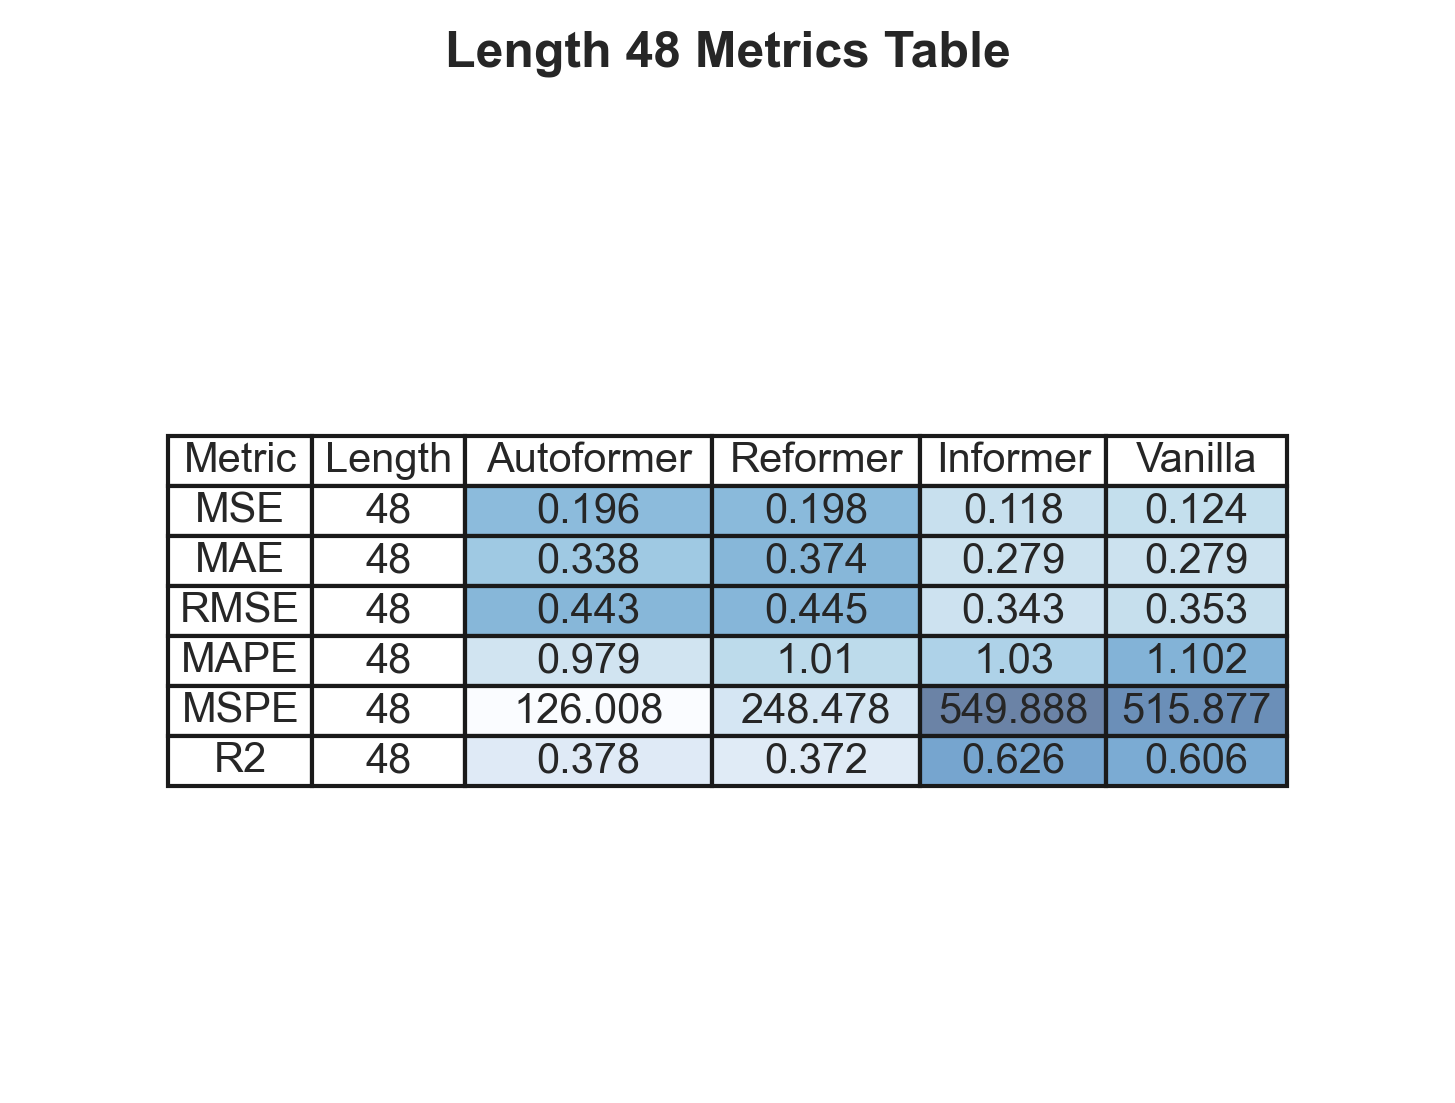 Length 48 Metrics Table
Metric Length Autoformer Reformer Informer Vanilla
MSE 48 0.196 0.198 0.118 0.124
MAE 48 0.338 0.374 0.279 0.279
RMSE 48 0.443 0.445 0.343 0.353
MAPE 48 0.979 1.01 1.03 1.102
MSPE 48 126.008 248.478 549.888 515.877
R2 48 0.378 0.372 0.626 0.606